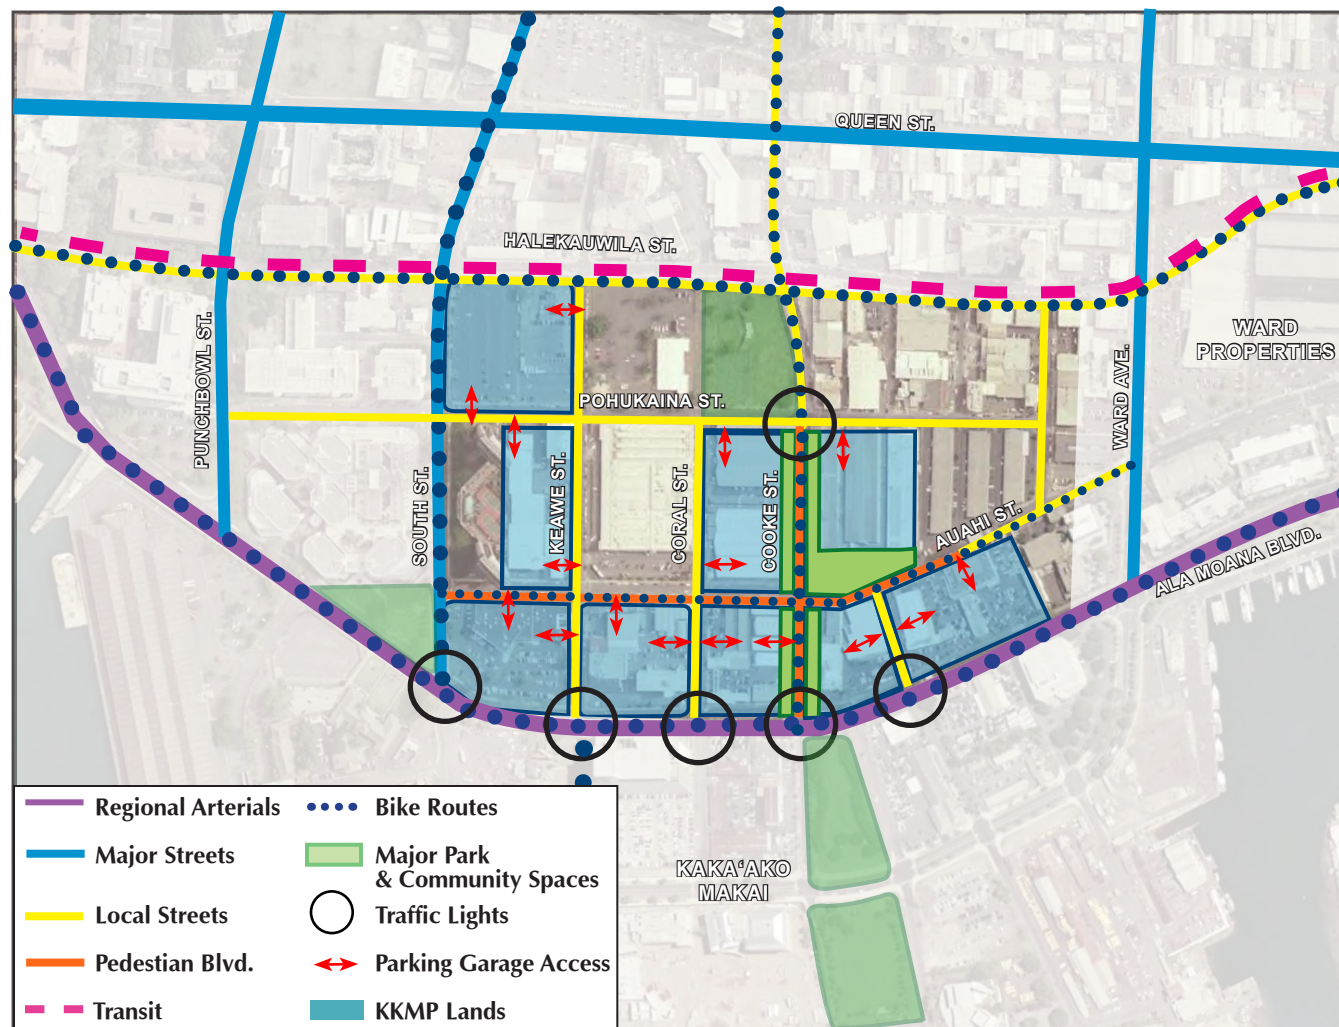 QUEEN ST.
HALEKAUWILA ST.
WARD
PROPERTIES
PUNCHBOWL ST.
POHUKAINA ST.
WARD AVE.
SOUTH ST.
KEAWE ST.
CORAL ST.
COOKE ST.
AUAHI ST.
ALA MOANA BLVD.
KAKA‘AKO
MAKAI
Regional Arterials
Major Streets
Local Streets
Pedestian Blvd.
Transit
Bike Routes
Major Park
& Community Spaces
Traffic Lights
Parking Garage Access
KKMP Lands